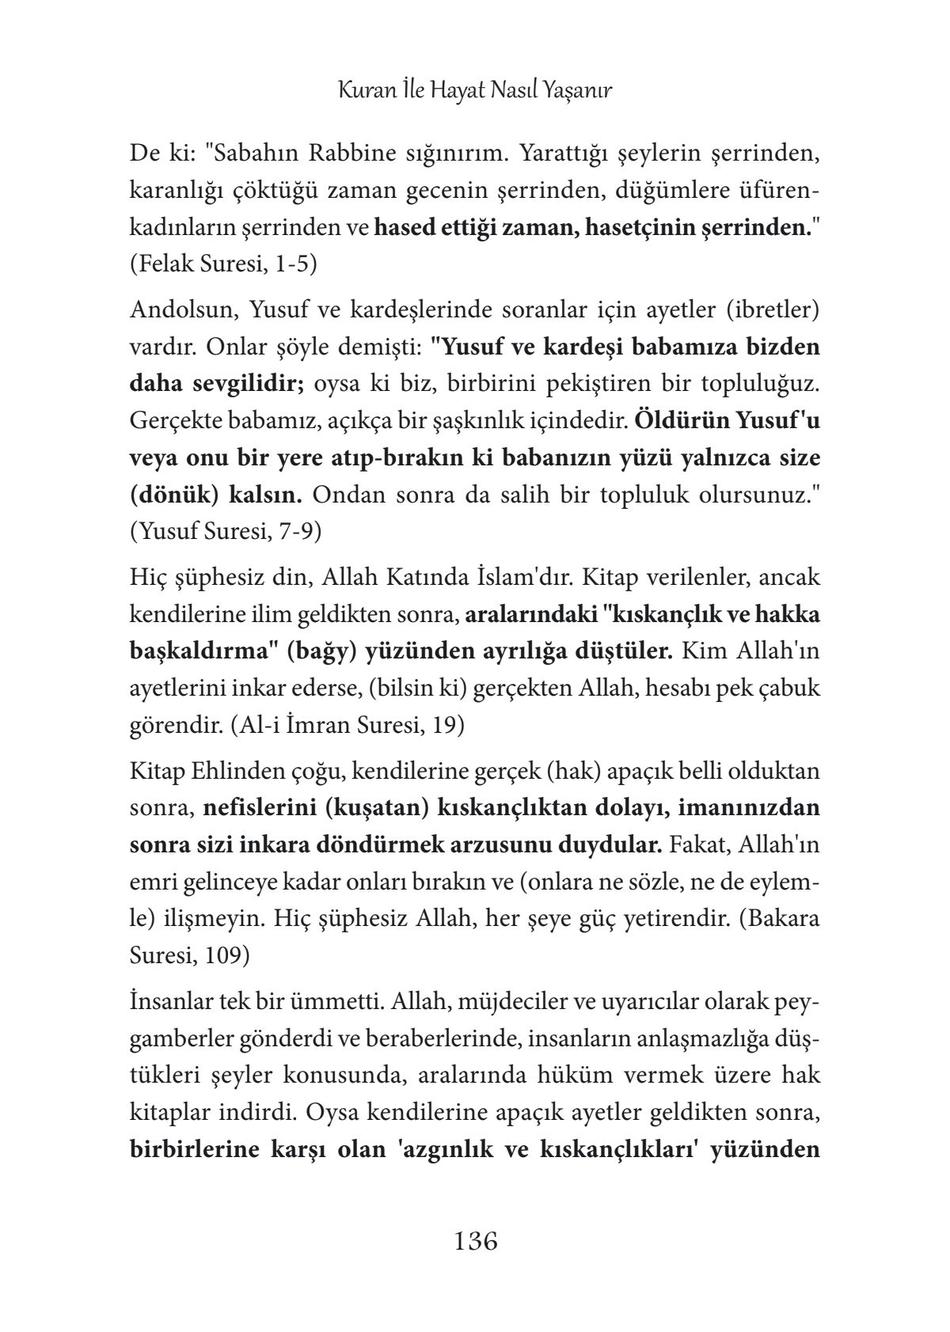 Kuran İle Hayat Nasıl Yaşanır
De ki: "Sabahın Rabbine sığınırım. Yarattığı şeylerin şerrinden,
karanlığı çöktüğü zaman gecenin şerrinden, düğümlere üfüren-
kadınların şerrinden ve hased ettiği zaman, hasetçinin şerrinden."
(Felak Suresi, 1-5)
Andolsun, Yusuf ve kardeşlerinde soranlar için ayetler (ibretler)
vardır. Onlar şöyle demişti: "Yusuf ve kardeşi babamıza bizden
daha sevgilidir; oysa ki biz, birbirini pekiştiren bir topluluğuz.
Gerçekte babamız, açıkça bir şaşkınlık içindedir. Öldürün Yusuf'u
veya onu bir yere atıp-bırakın ki babanızın yüzü yalnızca size
(dönük) kalsın. Ondan sonra da salih bir topluluk olursunuz."
(Yusuf Suresi, 7-9)
Hiç şüphesiz din, Allah Katında İslam'dır. Kitap verilenler, ancak
kendilerine ilim geldikten sonra, aralarındaki "kıskançlık ve hakka
başkaldırma" (bağy) yüzünden ayrılığa düştüler. Kim Allah'ın
ayetlerini inkar ederse, (bilsin ki) gerçekten Allah, hesabı pek çabuk
görendir. (Al-i İmran Suresi, 19)
Kitap Ehlinden çoğu, kendilerine gerçek (hak) apaçık belli olduktan
sonra, nefislerini (kuşatan) kıskançlıktan dolayı, imanınızdan
sonra sizi inkara döndürmek arzusunu duydular. Fakat, Allah'ın
emri gelinceye kadar onları bırakın ve (onlara ne sözle, ne de eylem-
le) ilişmeyin. Hiç şüphesiz Allah, her şeye güç yetirendir. (Bakara
Suresi, 109)
İnsanlar tek bir ümmetti. Allah, müjdeciler ve uyarıcılar olarak pey-
gamberler gönderdi ve beraberlerinde, insanların anlaşmazlığa düş-
tükleri şeyler konusunda, aralarında hüküm vermek üzere hak
kitaplar indirdi. Oysa kendilerine apaçık ayetler geldikten sonra,
birbirlerine karşı olan 'azgınlık ve kıskançlıkları' yüzünden
136